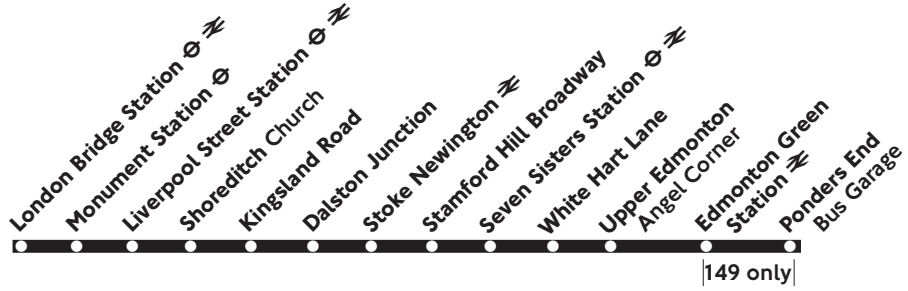 London Bridge Station
Monument Station
Liverpool Street Station
Shoreditch Church
Kingsland Road
Dalston Junction
Stoke Newington
Stamford Hill Broadway
Seven Sisters Station
White Hart Lane
Upper Edmonton
Angel Corner
Edmonton Green
Station
Ponders End
Bus Garage
149 only